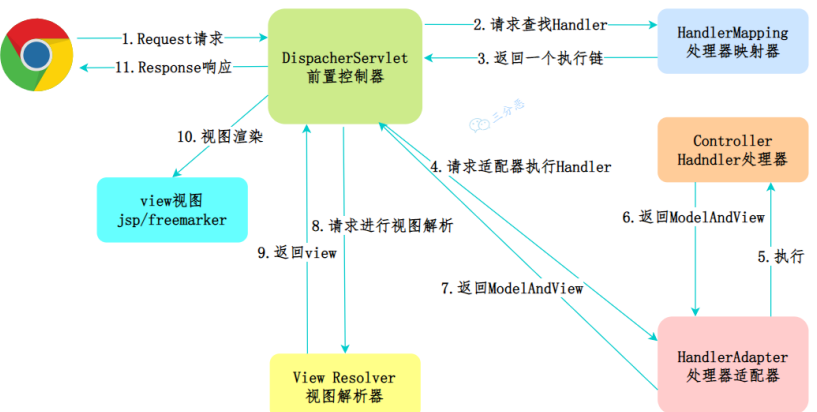 1.Request请求
11.Response响应
DispacherServlet
前置控制器
2.请求查找Handler
3.返回一个执行链
HandlerMapping
处理器映射器
三分恶
10.视图渲染
view视图
jsp/freemarker
4.请求适配器执行Handler
Controller
Hadndler处理器
8.请求进行视图解析
9.返回view
6.返回ModelAndView
5.执行
7.返回ModelAndView
View Resolver
视图解析器
HandlerAdapter
处理器适配器